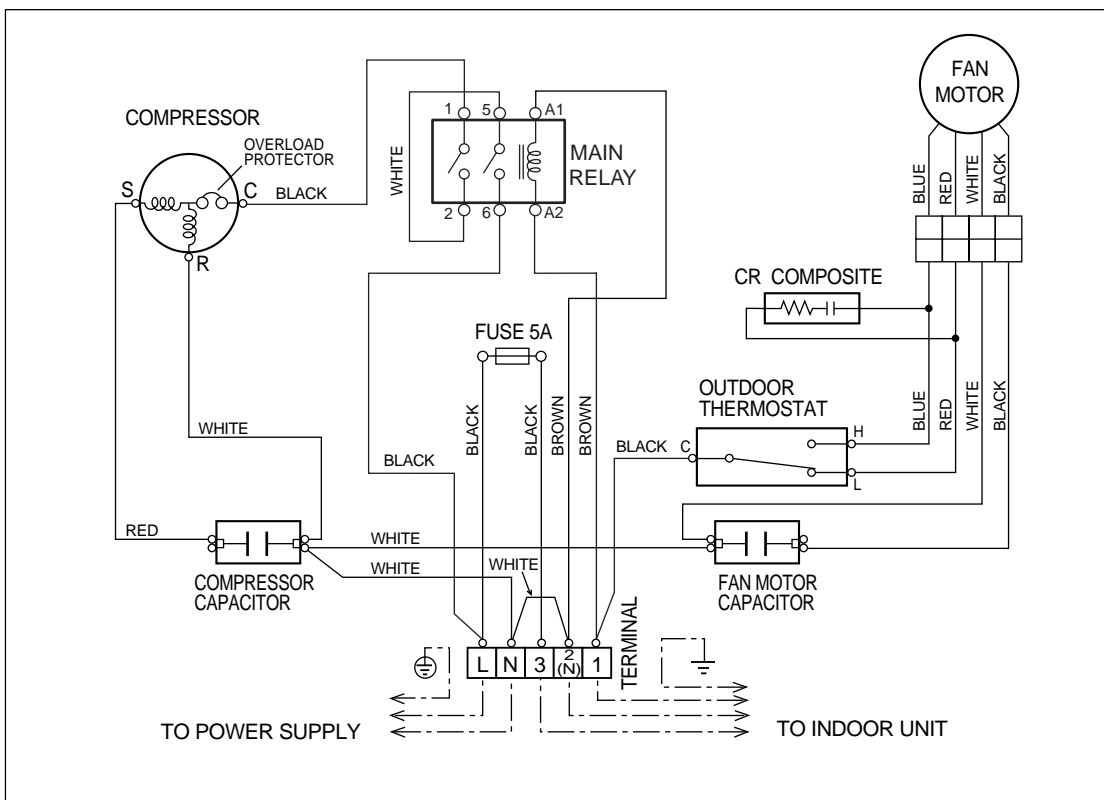 FAN
MOTOR
COMPRESSOR
OVERLOAD
PROTECTOR
S
C
R
BLACK
WHITE
1
5
A1
MAIN
RELAY
2
6
A2
BLUE
RED
WHITE
BLACK
CR COMPOSITE
FUSE 5A
BLACK
BLACK
BROWN
BROWN
OUTDOOR
THERMOSTAT
BLACK
C
H
L
BLUE
RED
WHITE
BLACK
WHITE
BLACK
RED
WHITE
WHITE
WHITE
COMPRESSOR
CAPACITOR
FAN MOTOR
CAPACITOR
L
N
3
2
(N)
1
TERMINAL
TO POWER SUPPLY
TO INDOOR UNIT